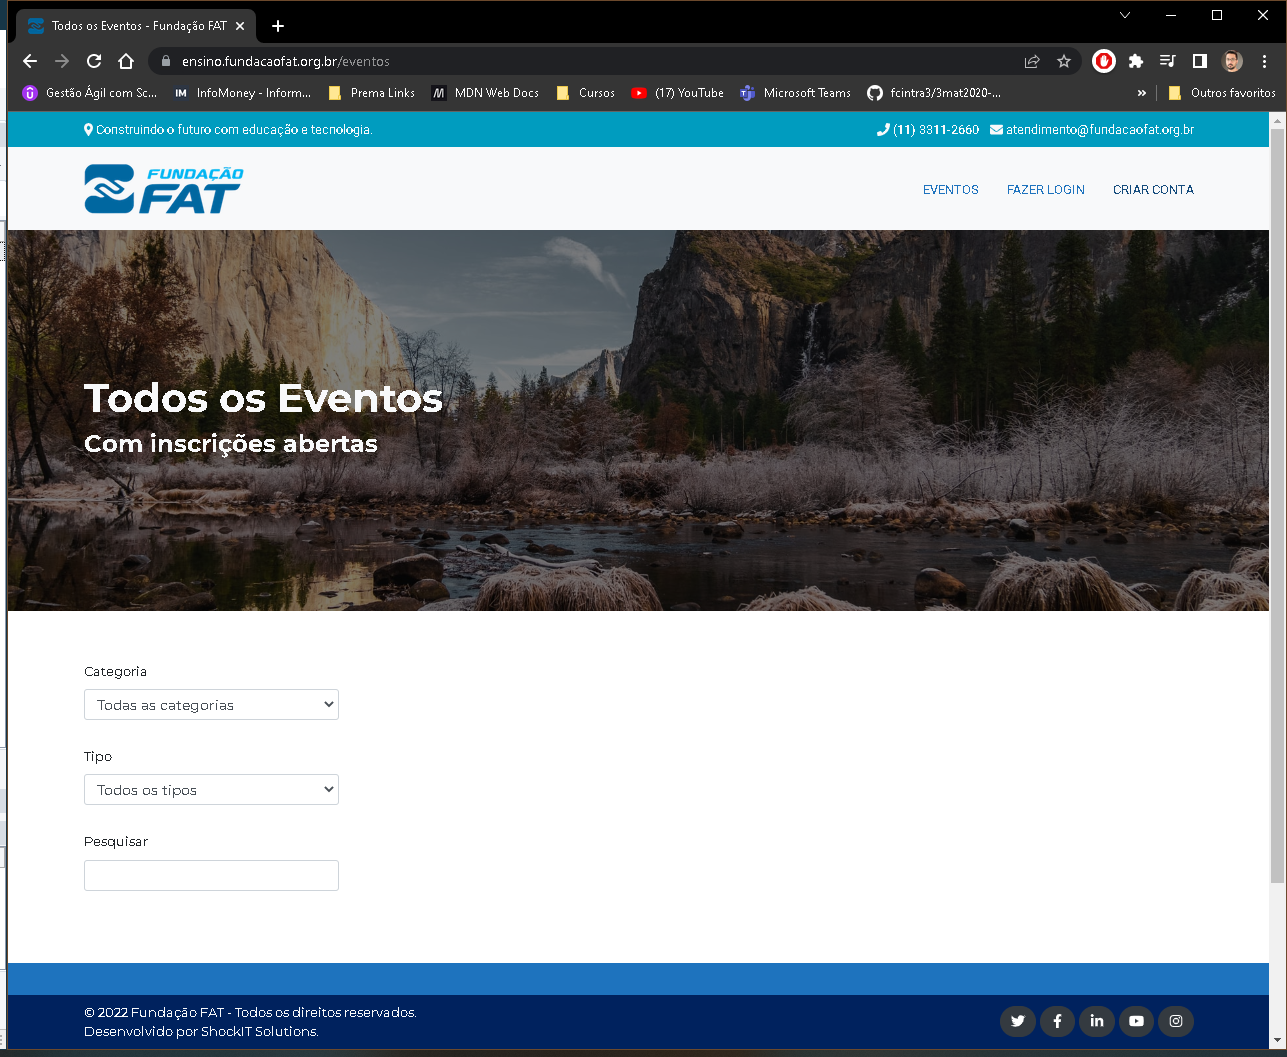 Todos os Eventos - Fundação FAT
ensino.fundacaofat.org.br/eventos
Gestão Ágil com Sc...
IM InfoMoney - Inform...
Prema Links
M MDN Web Docs
Cursos
(17) YouTube
Microsoft Teams
fcintra3/3mat2020-...
»
Outros favoritos
Construindo o futuro com educação e tecnologia.
(11) 3311-2660
atendimento@fundacaofat.org.br
FUNDAÇÃO
FAT
EVENTOS
FAZER LOGIN
CRIAR CONTA
Todos os Eventos
Com inscrições abertas
Categoria
Todas as categorias
Tipo
Todos os tipos
Pesquisar
© 2022 Fundação FAT - Todos os direitos reservados.
Desenvolvido por ShockIT Solutions.